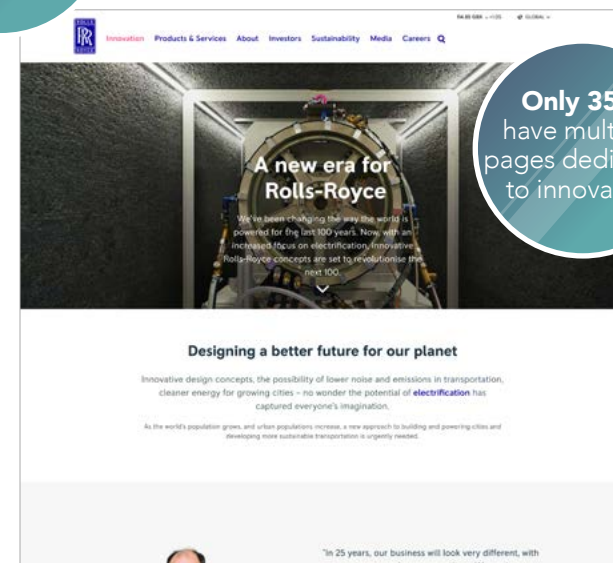 ROLLS
RR
ROYCE
GLOBAL
Innovation Products & Services About Investors Sustainability Media Careers
Only 35
have mult
pages dedi
to innova
A new era for
Rolls-Royce
We've been changing the way the world is
powered for the last 100 years. Now, with an
increased focus on electrification, innovative
Rolls-Royce concepts are set to revolutionise the
next 100.
Designing a better future for our planet
Innovative design concepts, the possibility of lower noise and emissions in transportation,
cleaner energy for growing cities – no wonder the potential of electrification has
captured everyone's imagination.
As the world's population grows, and urban populations increase, a new approach to building and powering cities and
developing more sustainable transportation is urgently needed.
"In 25 years, our business will look very different, with